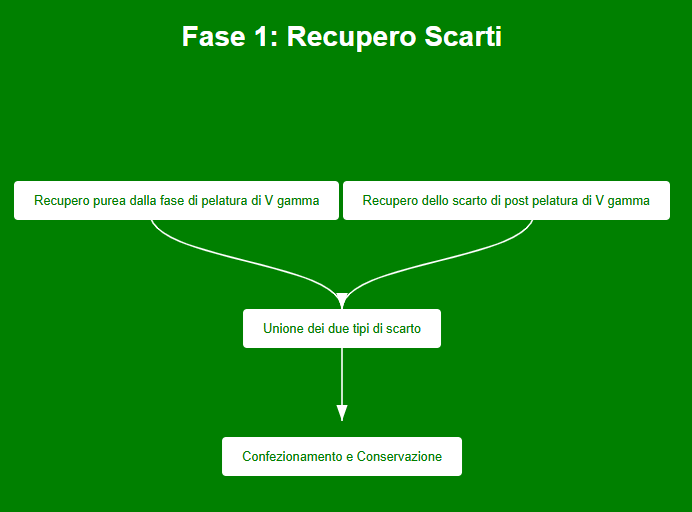 Fase 1: Recupero Scarti
Recupero purea dalla fase di pelatura di V gamma
Recupero dello scarto di post pelatura di V gamma
Unione dei due tipi di scarto
Confezionamento e Conservazione